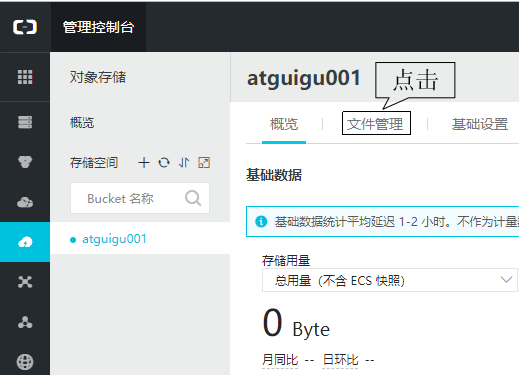 管理控制台
对象存储
概览
存储空间
Bucket 名称
atguigu001
atguigu001
点击
概览
文件管理
基础设置
基础数据
基础数据统计平均延迟 1-2 小时。不作为计量
存储用量
总用量（不含 ECS 快照）
0 Byte
月同比 -- 日环比 --